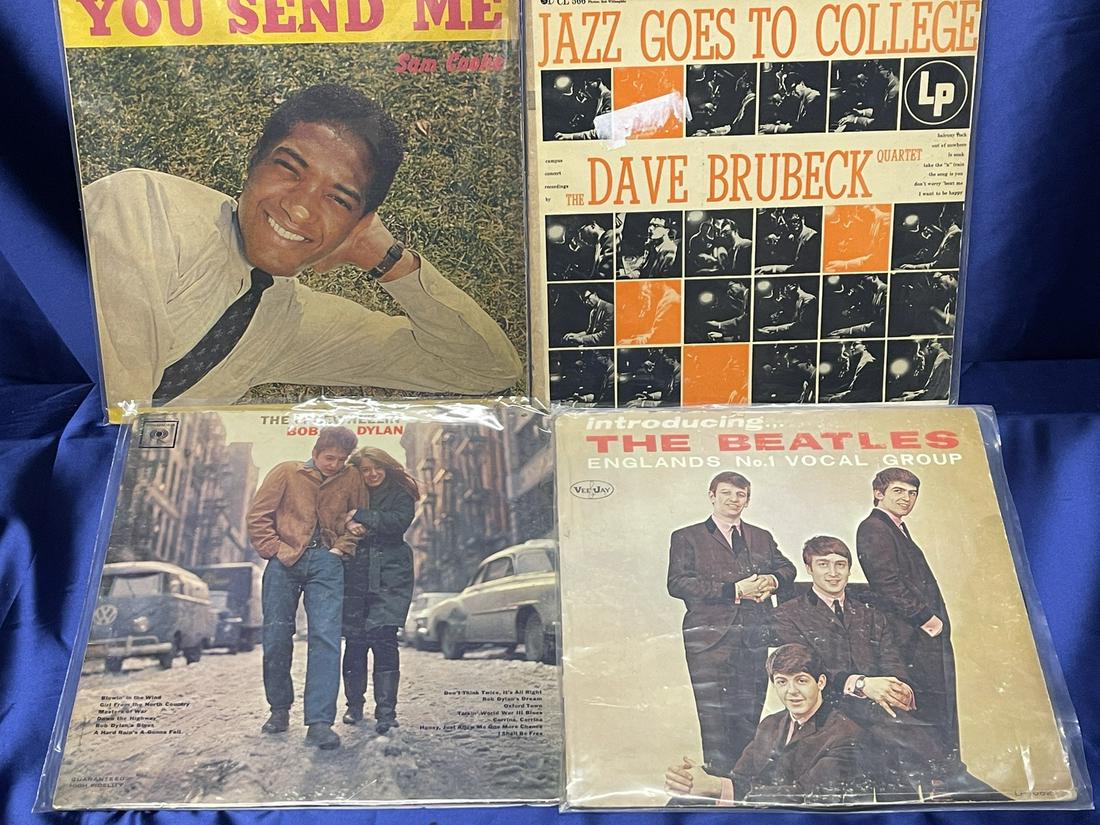 YOU SEND ME
Sam Cooke
CL 566
JAZZ GOES TO COLLEGE
Lp
balcony rock
out of nowhere
le souk
take the "a" train
the song is you
don't worry 'bout me
I want to be happy
campus
concert
recordings
by
THE DAVE BRUBECK QUARTET
THE
BOB DYLAN
Blowin' in the Wind
Girl From the North Country
Masters of War
Down the Highway
Bob Dylan's Blues
A Hard Rain's A-Gonna Fall
Don't Think Twice, It's All Right
Bob Dylan's Dream
Oxford Town
Talkin' World War III Blues
Corrina, Corrina
Honey, Just Allow Me One More Chance
I Shall Be Free
GUARANTEED
HIGH FIDELITY
VW
introducing...
THE BEATLES
ENGLANDS No.1 VOCAL GROUP
VEE JAY